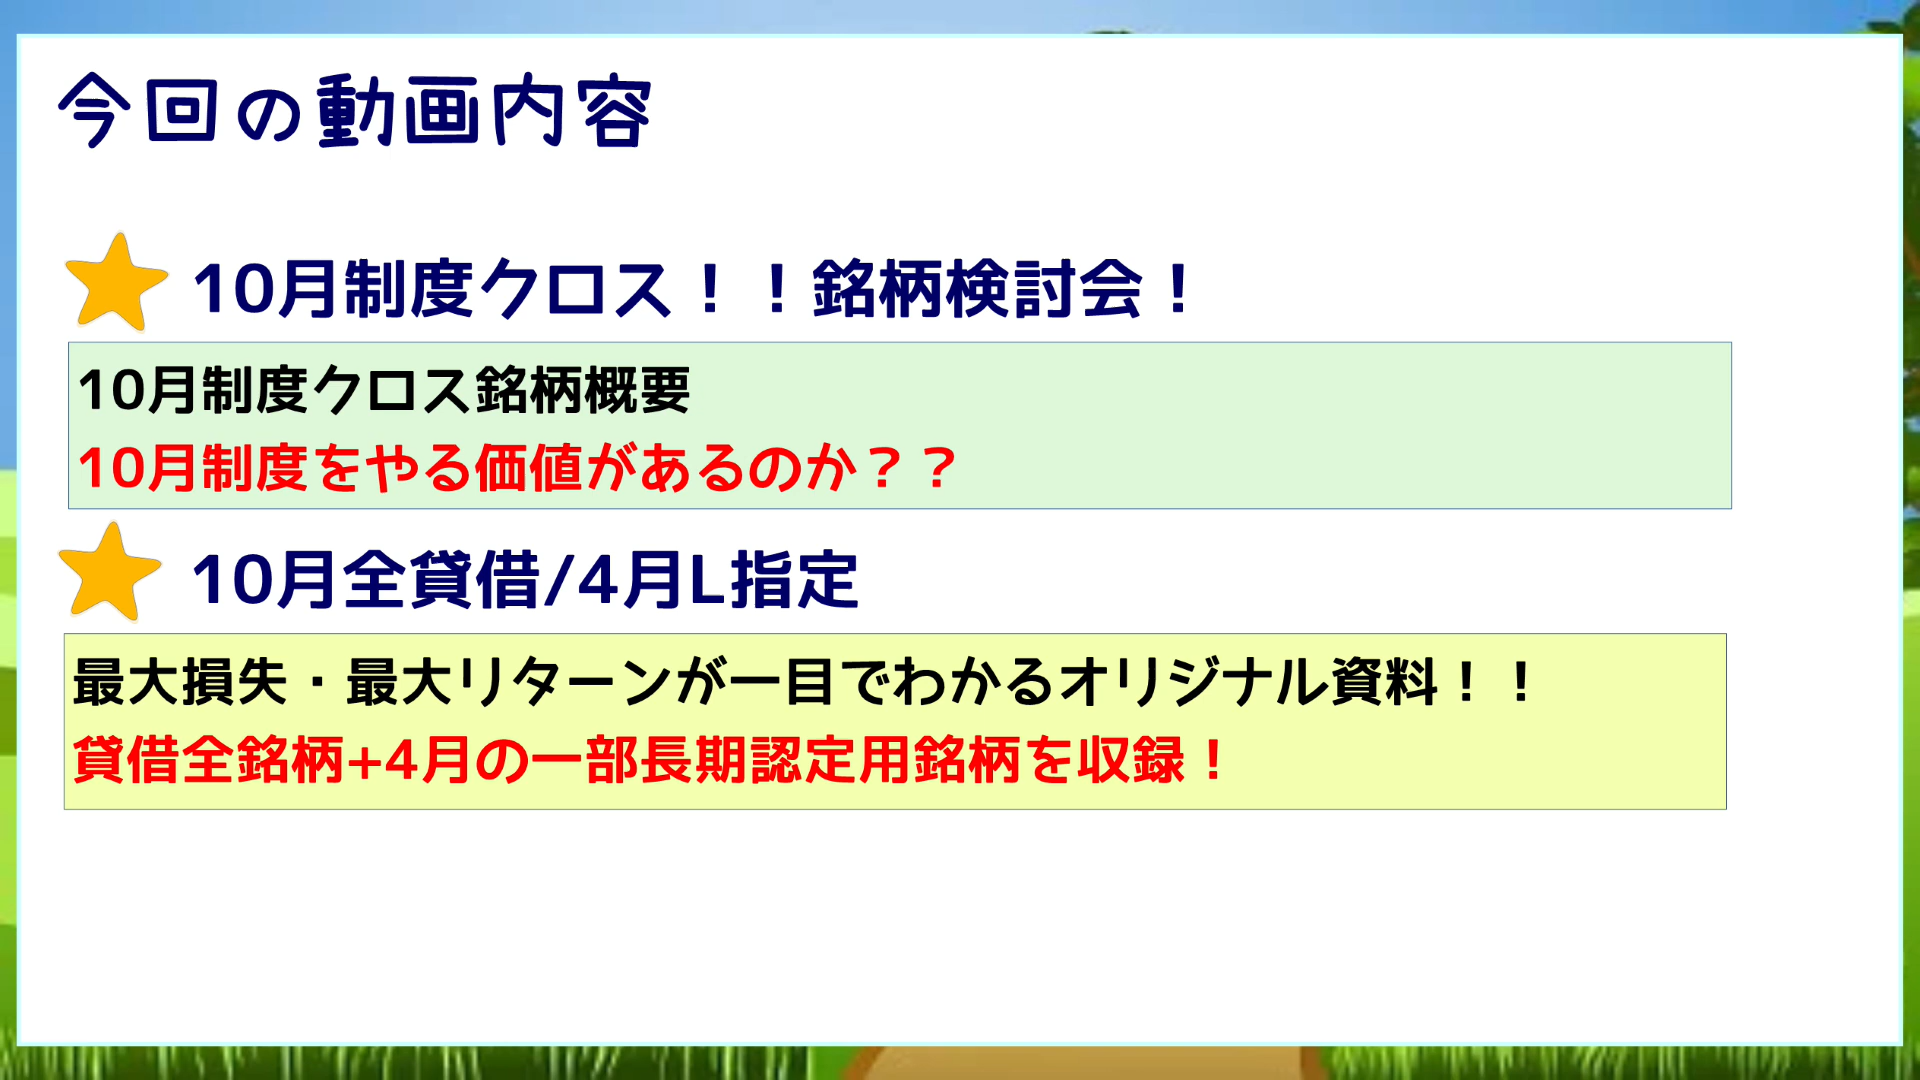 今回の動画内容
10月制度クロス！！銘柄検討会！
10月制度クロス銘柄概要
10月制度をやる価値があるのか？？
10月全貸借/4月L指定
最大損失・最大リターンが一目でわかるオリジナル資料！！
貸借全銘柄+4月の一部長期認定用銘柄を収録！